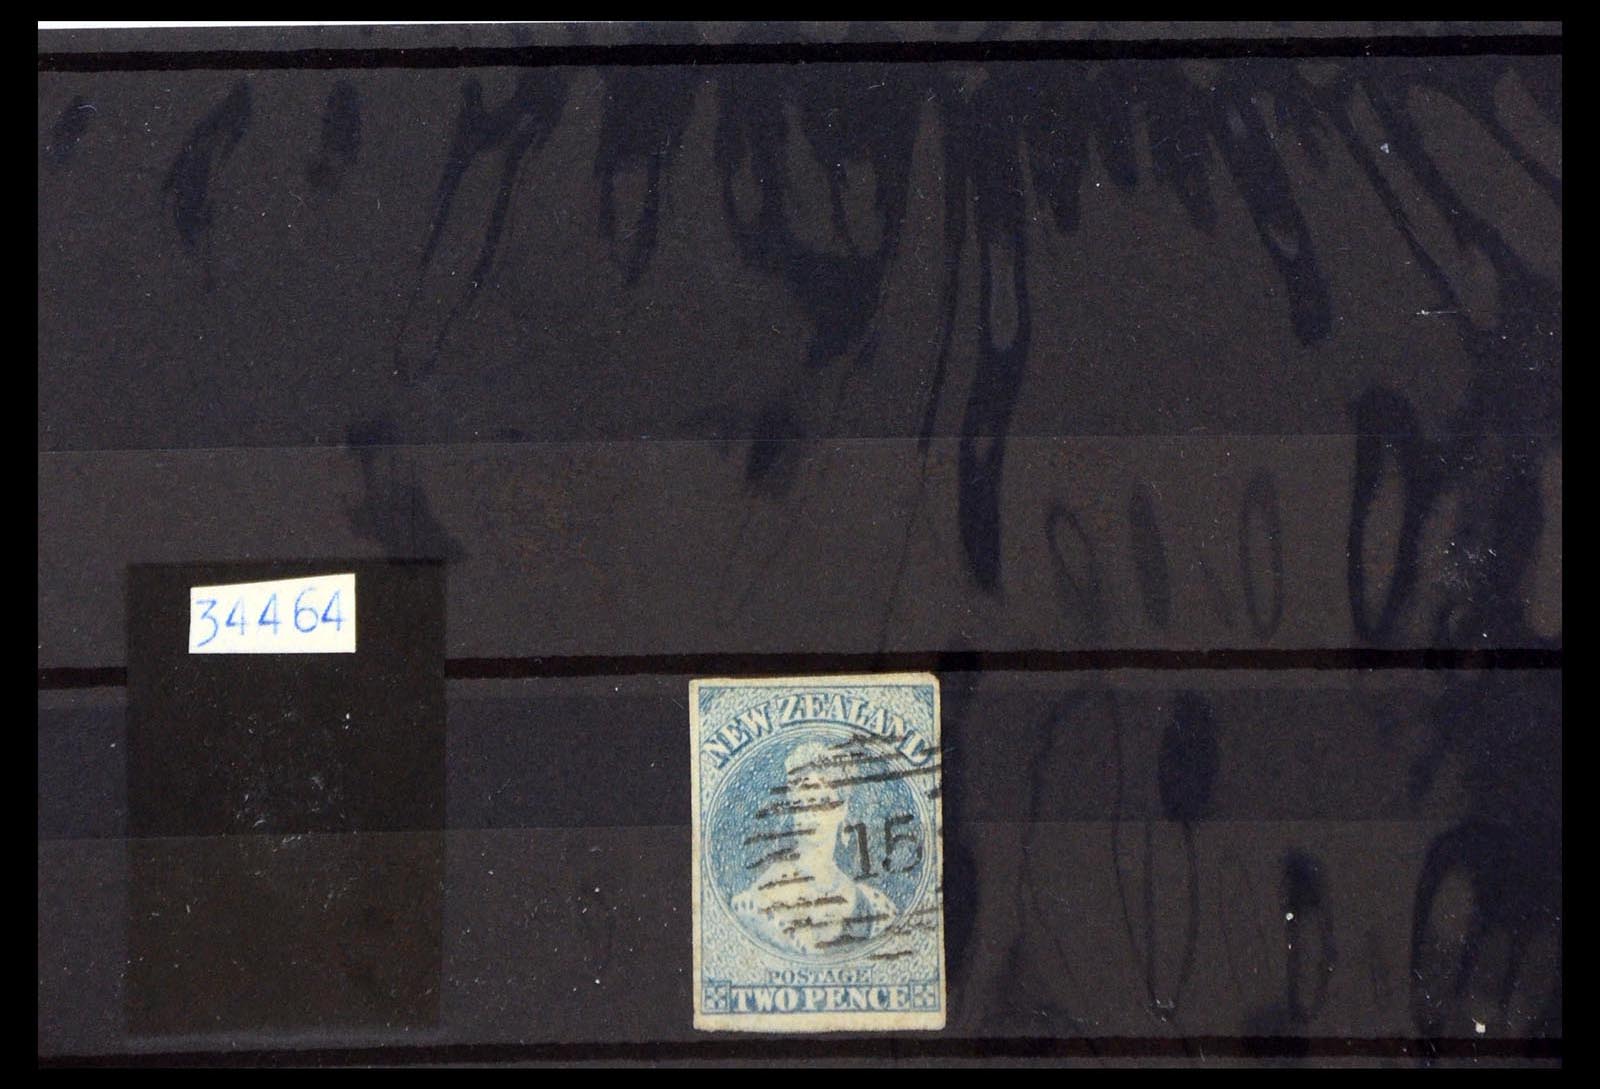 34464
NEW ZEALAND
15
POSTAGE
TWO PENCE